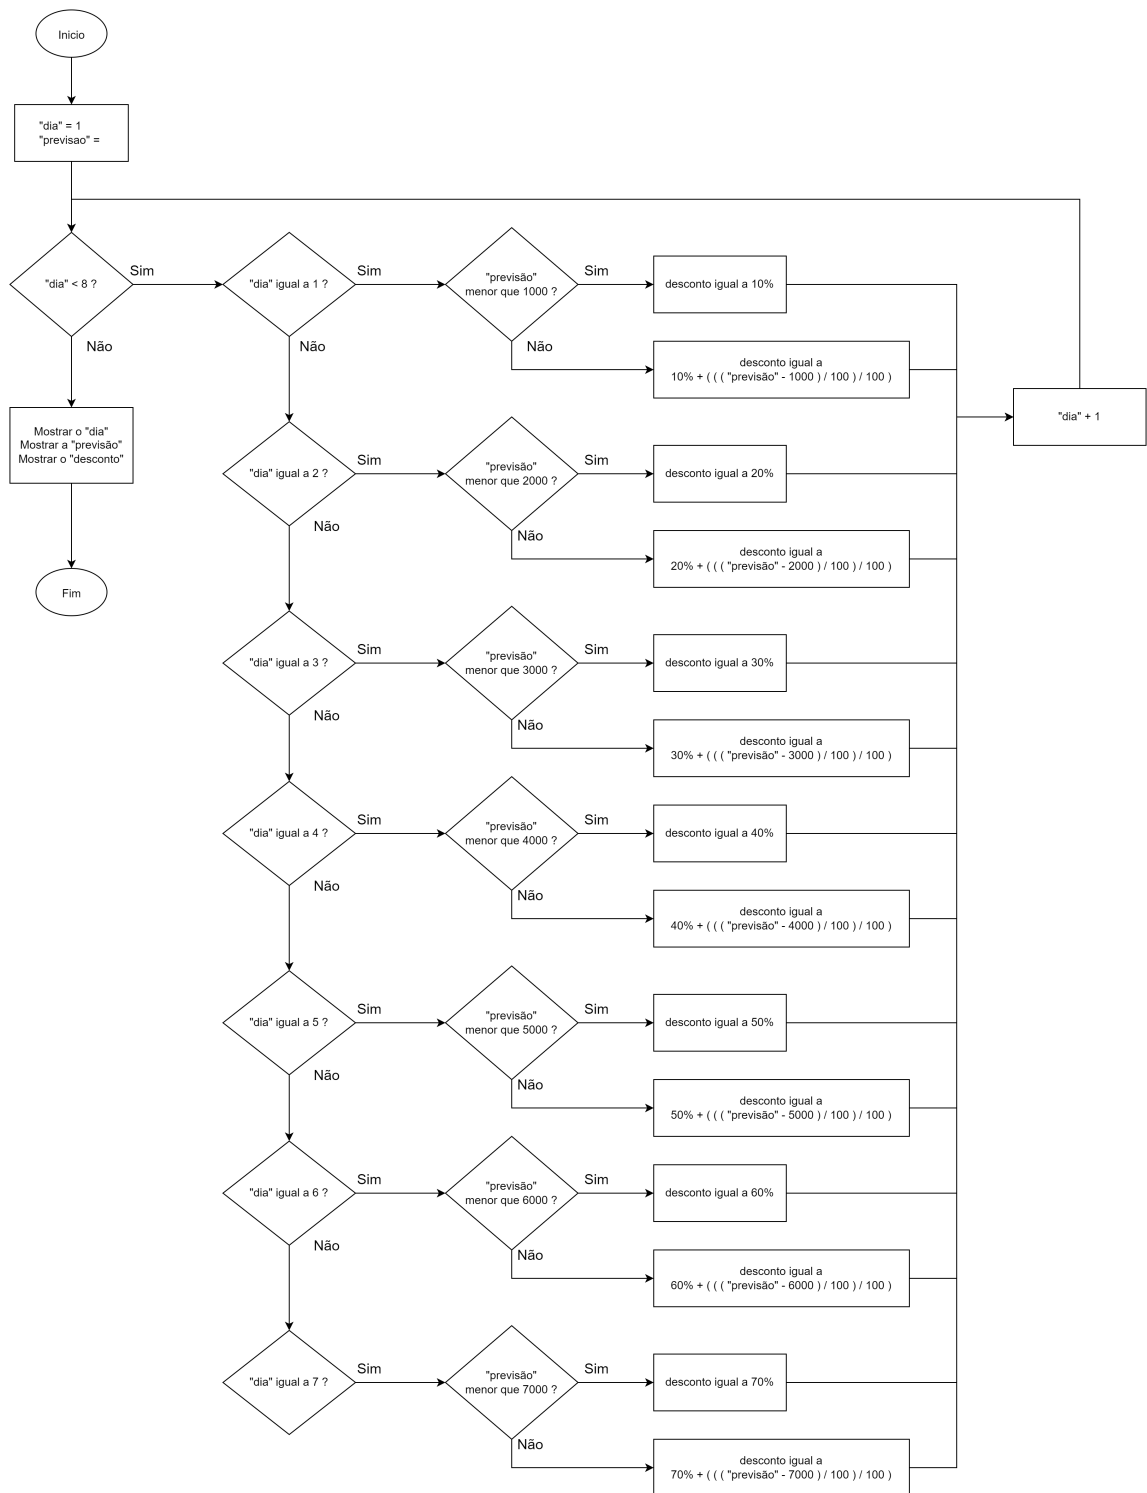 Inicio
"dia" = 1
"previsao" =
"dia" < 8 ?
Sim
"dia" igual a 1 ?
Sim
"previsão"
menor que 1000 ?
Sim
desconto igual a 10%
Não
Não
Não
desconto igual a
10% + ( ( ( "previsão" - 1000 ) / 100 ) / 100 )
"dia" + 1
Mostrar o "dia"
Mostrar a "previsão"
Mostrar o "desconto"
"dia" igual a 2 ?
Sim
"previsão"
menor que 2000 ?
Sim
desconto igual a 20%
Não
Não
desconto igual a
20% + ( ( ( "previsão" - 2000 ) / 100 ) / 100 )
Fim
"dia" igual a 3 ?
Sim
"previsão"
menor que 3000 ?
Sim
desconto igual a 30%
Não
Não
desconto igual a
30% + ( ( ( "previsão" - 3000 ) / 100 ) / 100 )
"dia" igual a 4 ?
Sim
"previsão"
menor que 4000 ?
Sim
desconto igual a 40%
Não
Não
desconto igual a
40% + ( ( ( "previsão" - 4000 ) / 100 ) / 100 )
"dia" igual a 5 ?
Sim
"previsão"
menor que 5000 ?
Sim
desconto igual a 50%
Não
Não
desconto igual a
50% + ( ( ( "previsão" - 5000 ) / 100 ) / 100 )
"dia" igual a 6 ?
Sim
"previsão"
menor que 6000 ?
Sim
desconto igual a 60%
Não
Não
desconto igual a
60% + ( ( ( "previsão" - 6000 ) / 100 ) / 100 )
"dia" igual a 7 ?
Sim
"previsão"
menor que 7000 ?
Sim
desconto igual a 70%
Não
desconto igual a
70% + ( ( ( "previsão" - 7000 ) / 100 ) / 100 )